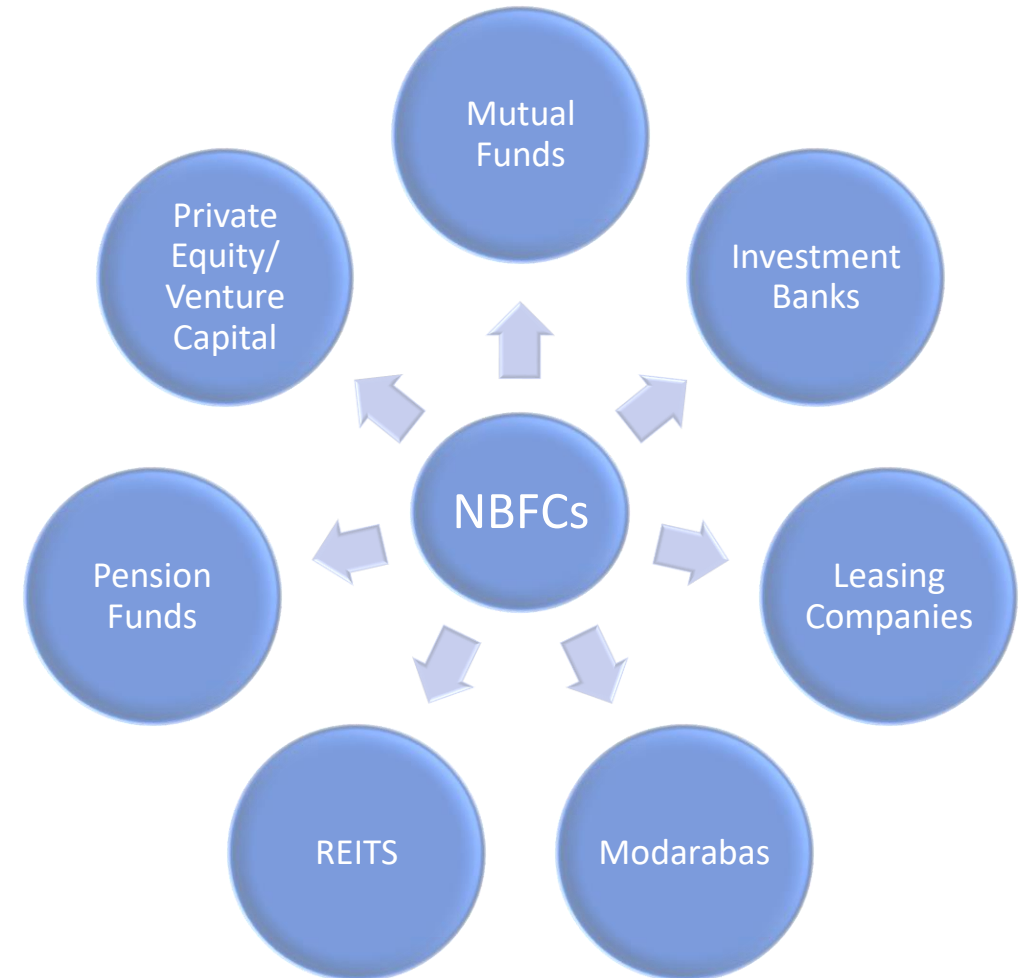 Mutual
Funds
Investment
Banks
Leasing
Companies
Modarabas
REITS
Pension
Funds
Private
Equity/
Venture
Capital
NBFCs